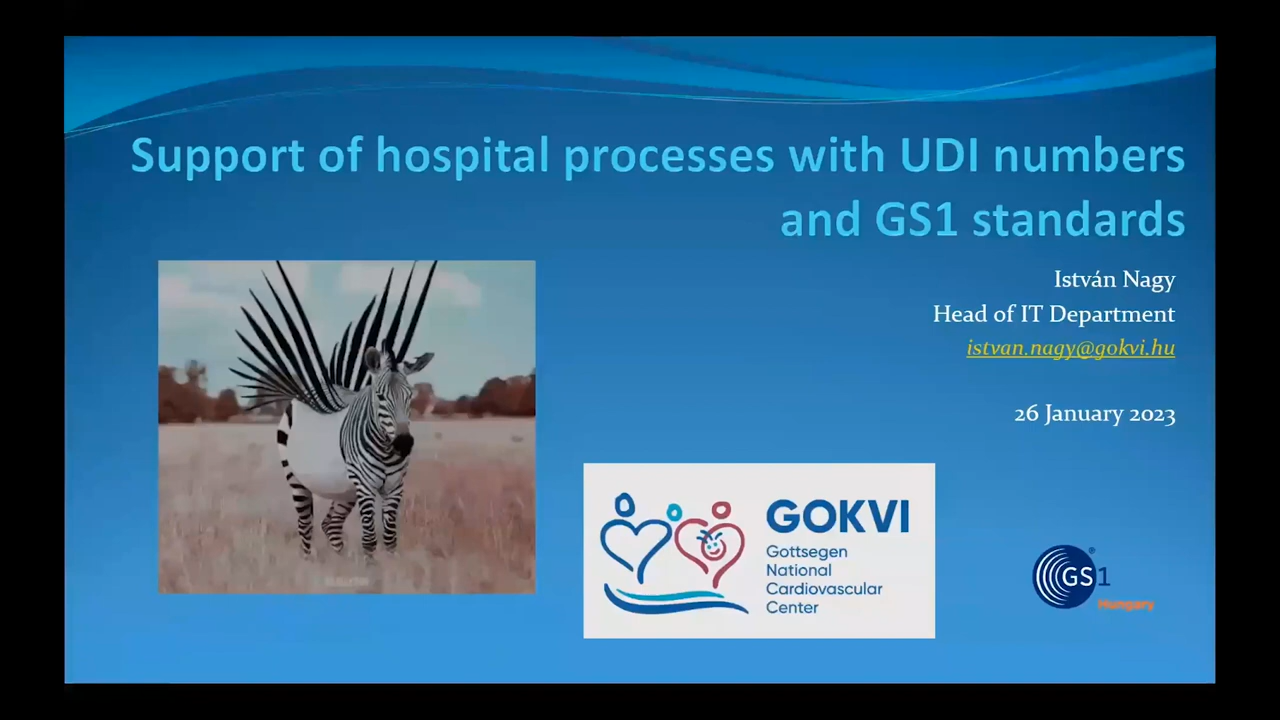 Support of hospital processes with UDI numbers
and GS1 standards
István Nagy
Head of IT Department
istvan.nagy@gokvi.hu
26 January 2023
GOKVI
Gottsegen
National
Cardiovascular
Center
GS1®
Hungary